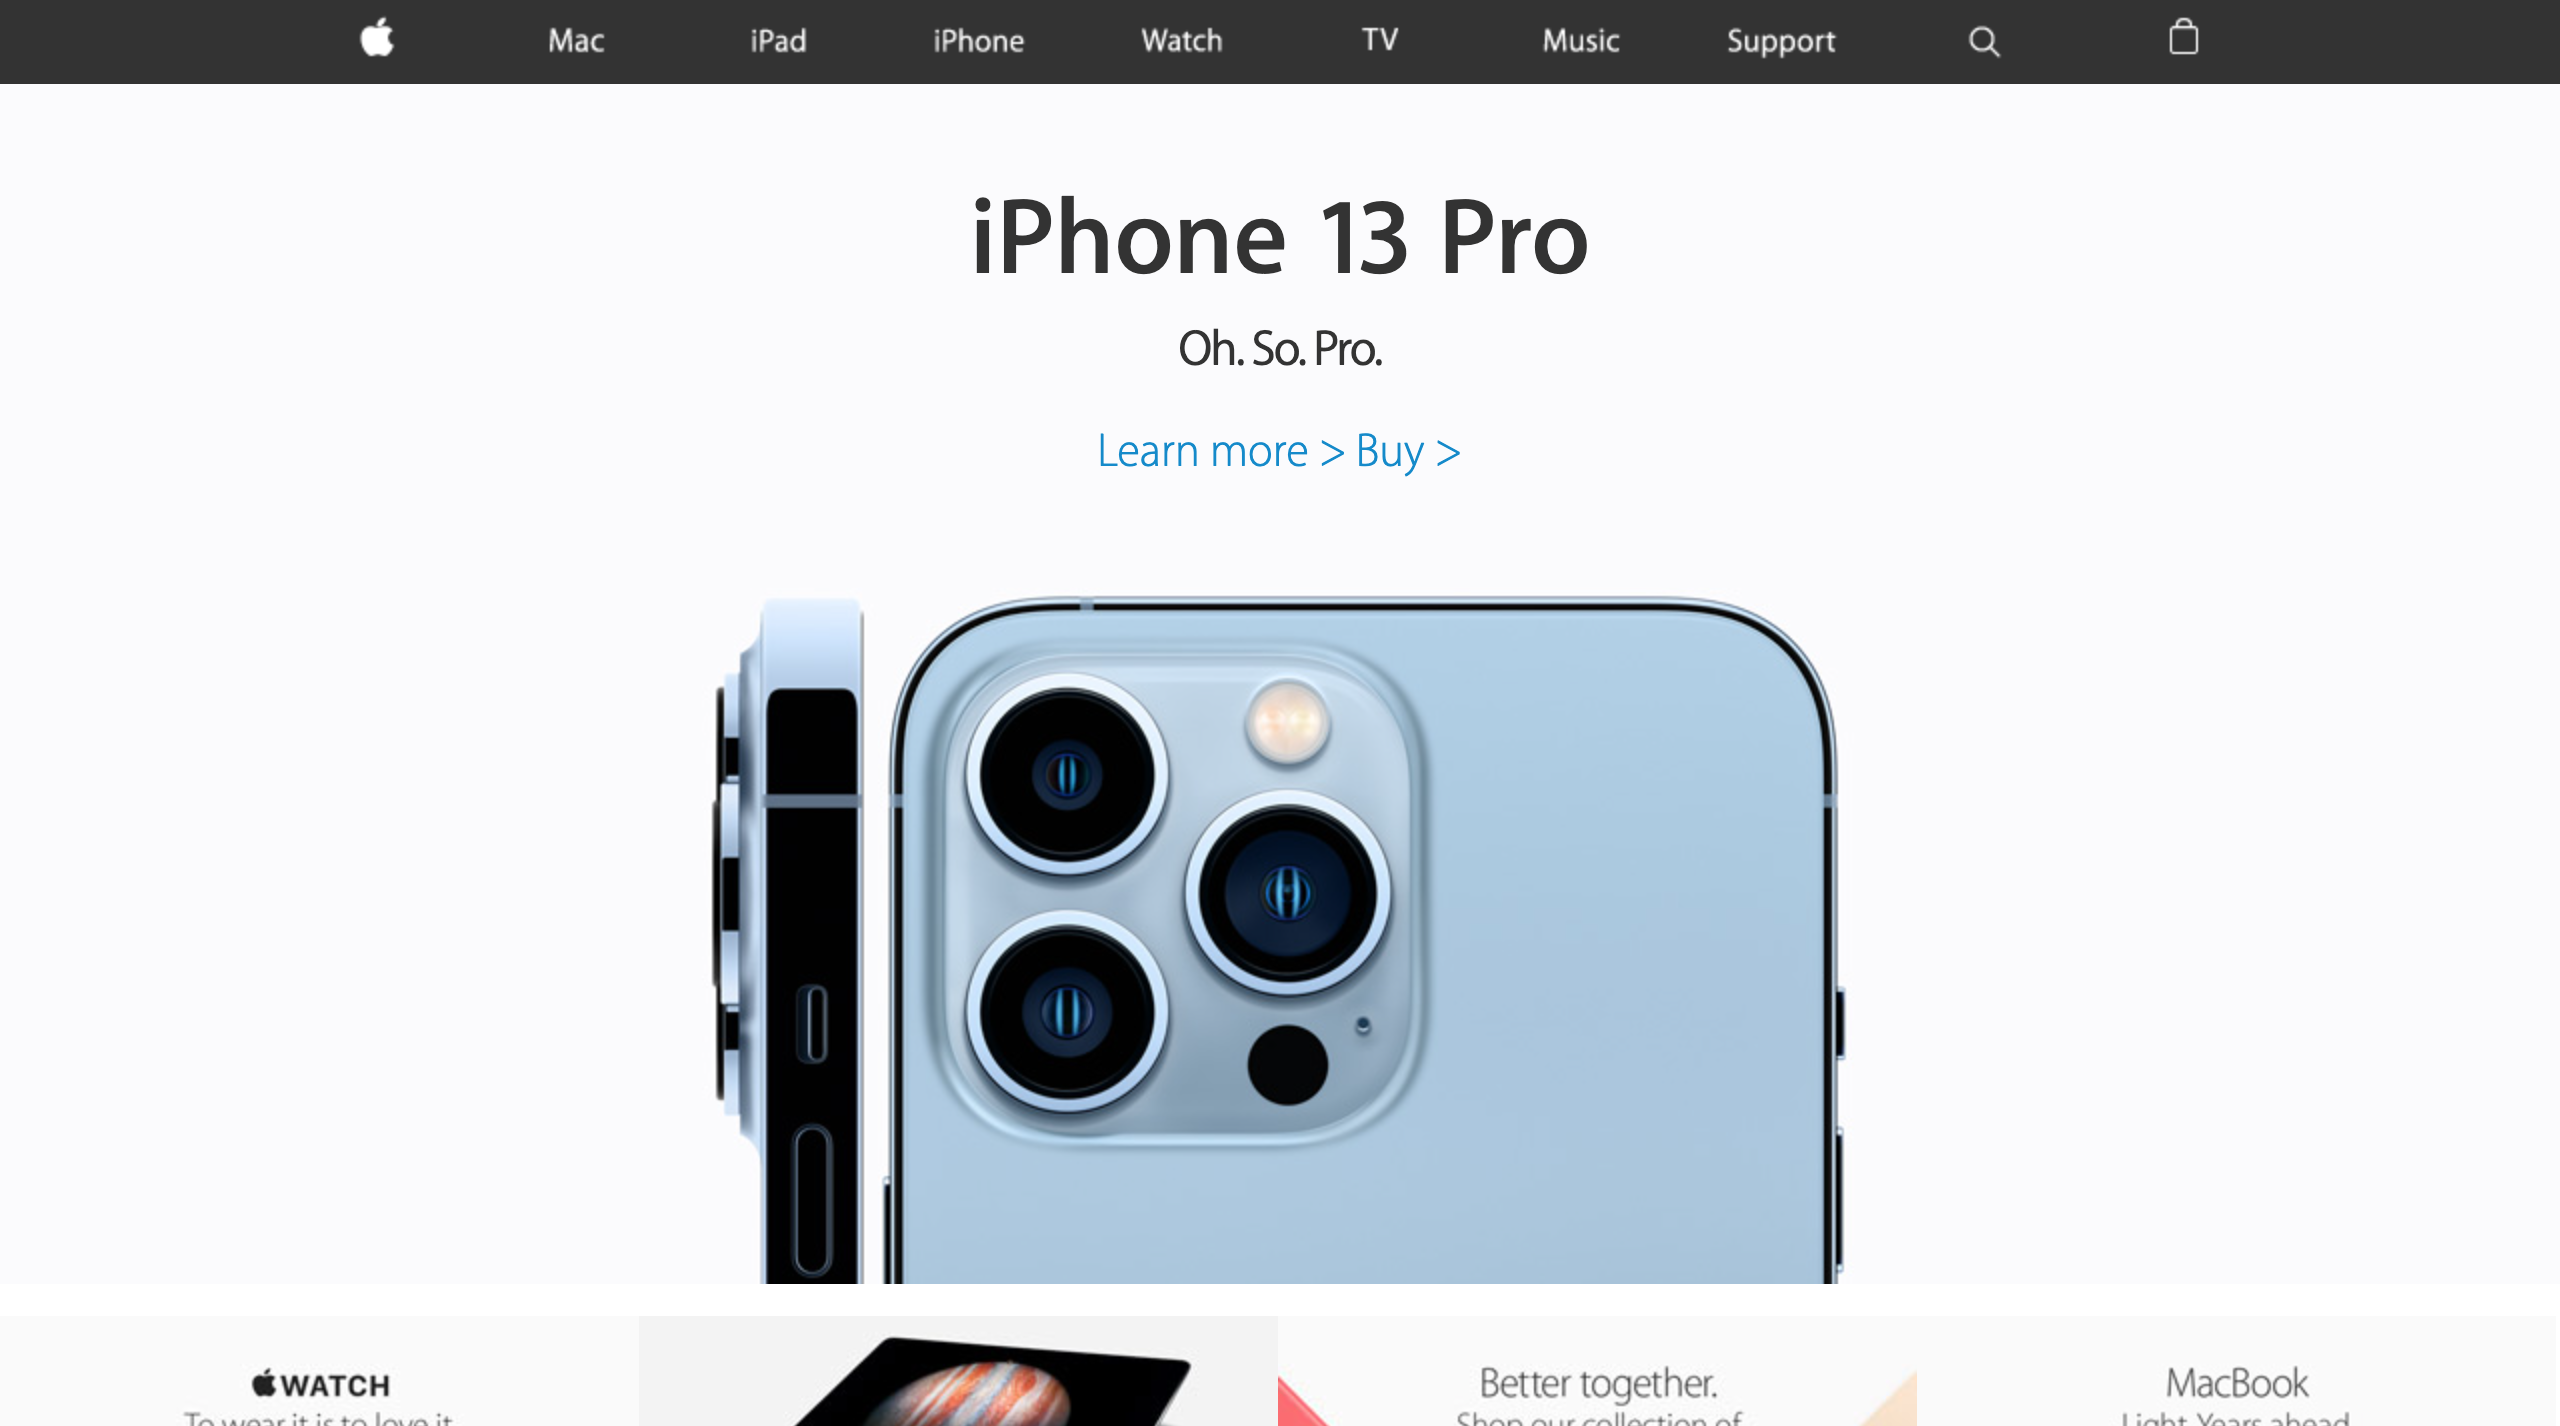 Mac iPad iPhone Watch TV Music Support
iPhone 13 Pro
Oh. So. Pro.
Learn more > Buy >
WATCH
To wear it is to love it
Better together.
Shop our collection of
MacBook
Light. Years ahead